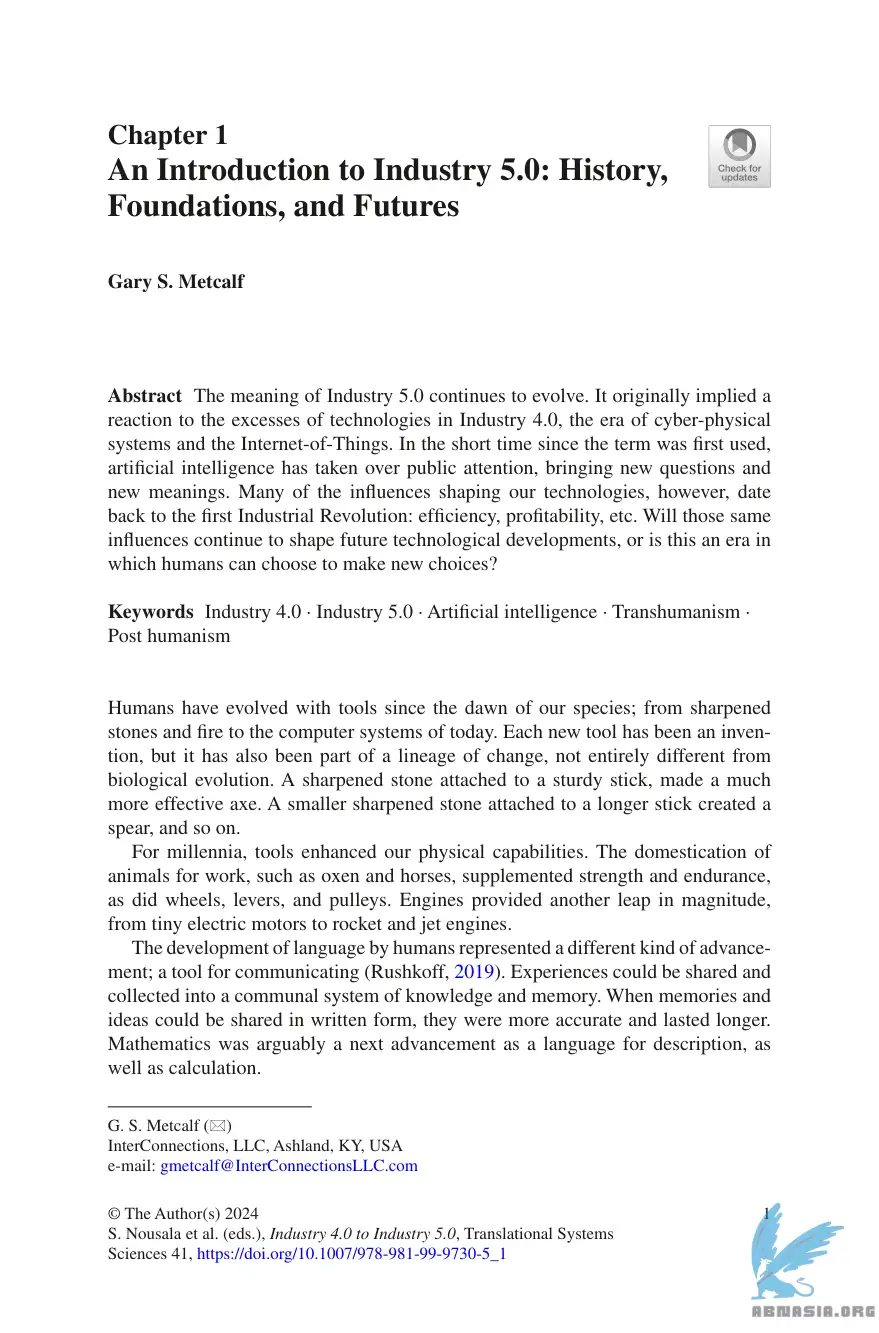 Chapter 1
An Introduction to Industry 5.0: History,
Foundations, and Futures
Check for
updates
Gary S. Metcalf
Abstract The meaning of Industry 5.0 continues to evolve. It originally implied a
reaction to the excesses of technologies in Industry 4.0, the era of cyber-physical
systems and the Internet-of-Things. In the short time since the term was first used,
artificial intelligence has taken over public attention, bringing new questions and
new meanings. Many of the influences shaping our technologies, however, date
back to the first Industrial Revolution: efficiency, profitability, etc. Will those same
influences continue to shape future technological developments, or is this an era in
which humans can choose to make new choices?
Keywords Industry 4.0 · Industry 5.0 · Artificial intelligence · Transhumanism ·
Post humanism
Humans have evolved with tools since the dawn of our species; from sharpened
stones and fire to the computer systems of today. Each new tool has been an inven-
tion, but it has also been part of a lineage of change, not entirely different from
biological evolution. A sharpened stone attached to a sturdy stick, made a much
more effective axe. A smaller sharpened stone attached to a longer stick created a
spear, and so on.
For millennia, tools enhanced our physical capabilities. The domestication of
animals for work, such as oxen and horses, supplemented strength and endurance,
as did wheels, levers, and pulleys. Engines provided another leap in magnitude,
from tiny electric motors to rocket and jet engines.
The development of language by humans represented a different kind of advance-
ment; a tool for communicating (Rushkoff, 2019). Experiences could be shared and
collected into a communal system of knowledge and memory. When memories and
ideas could be shared in written form, they were more accurate and lasted longer.
Mathematics was arguably a next advancement as a language for description, as
well as calculation.
G. S. Metcalf (✉)
InterConnections, LLC, Ashland, KY, USA
e-mail: gmetcalf@InterConnectionsLLC.com
© The Author(s) 2024
1
S. Nousala et al. (eds.), Industry 4.0 to Industry 5.0, Translational Systems
Sciences 41, https://doi.org/10.1007/978-981-99-9730-5_1
ABNASIA.ORG